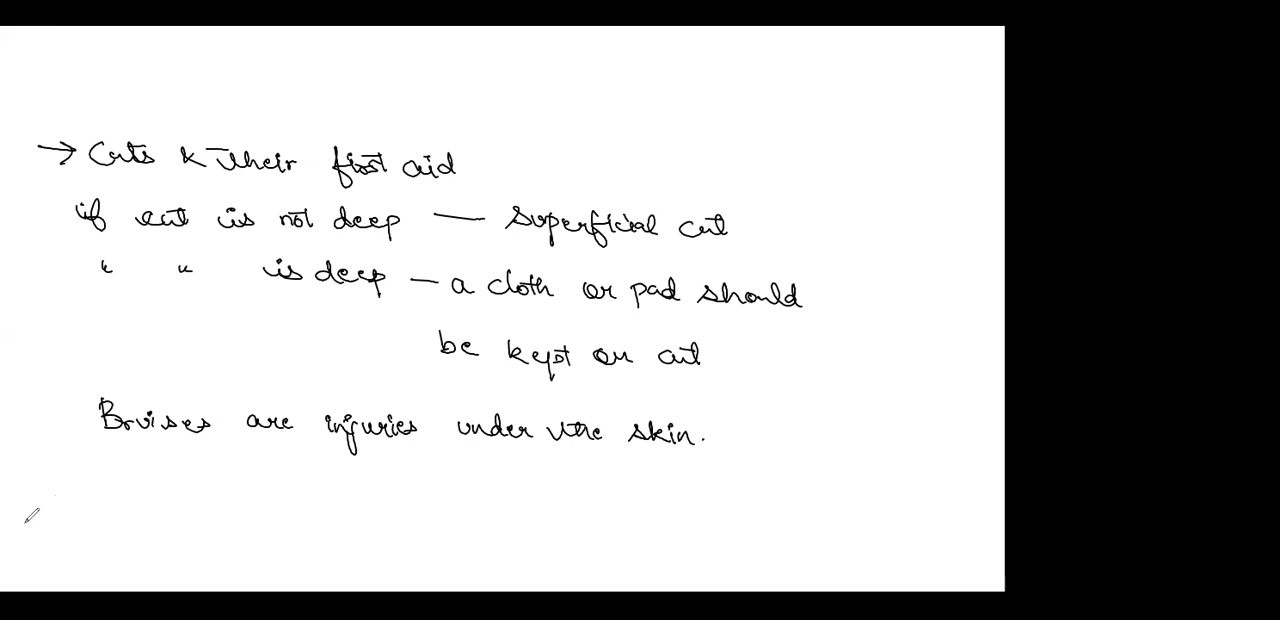 → Cuts & Their first aid
if cut is not deep — superficial cut
" " is deep — a cloth or pad should
be kept on cut
Bruises are injuries under the skin.